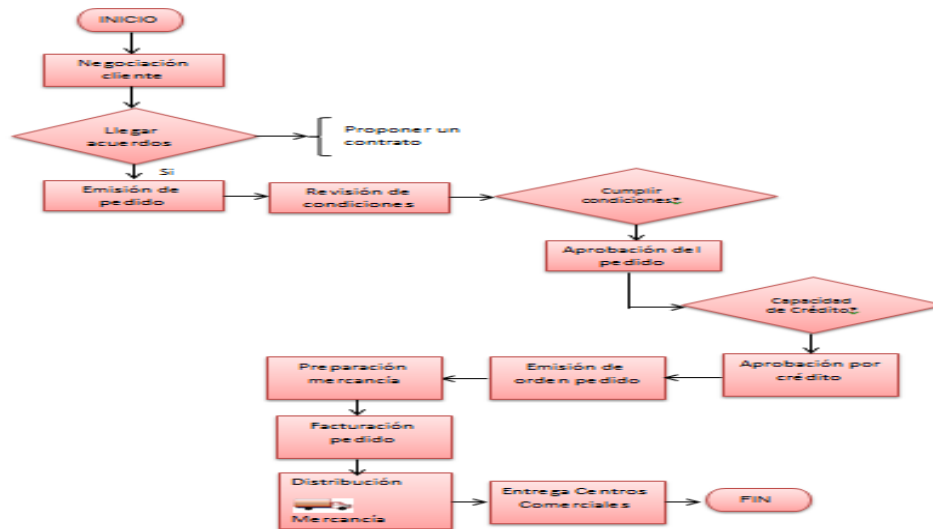 INICIO
Negociación
cliente
Llegar
acuerdos
Proponer un
contrato
Si
Emisión de
pedido
Revisión de
condiciones
Cumplir
condiciones?
Aprobación del
pedido
Capacidad
de Crédito?
Aprobación por
crédito
Emisión de
orden pedido
Preparación
mercancía
Facturación
pedido
Distribución
Mercancía
Entrega Centros
Comerciales
FIN